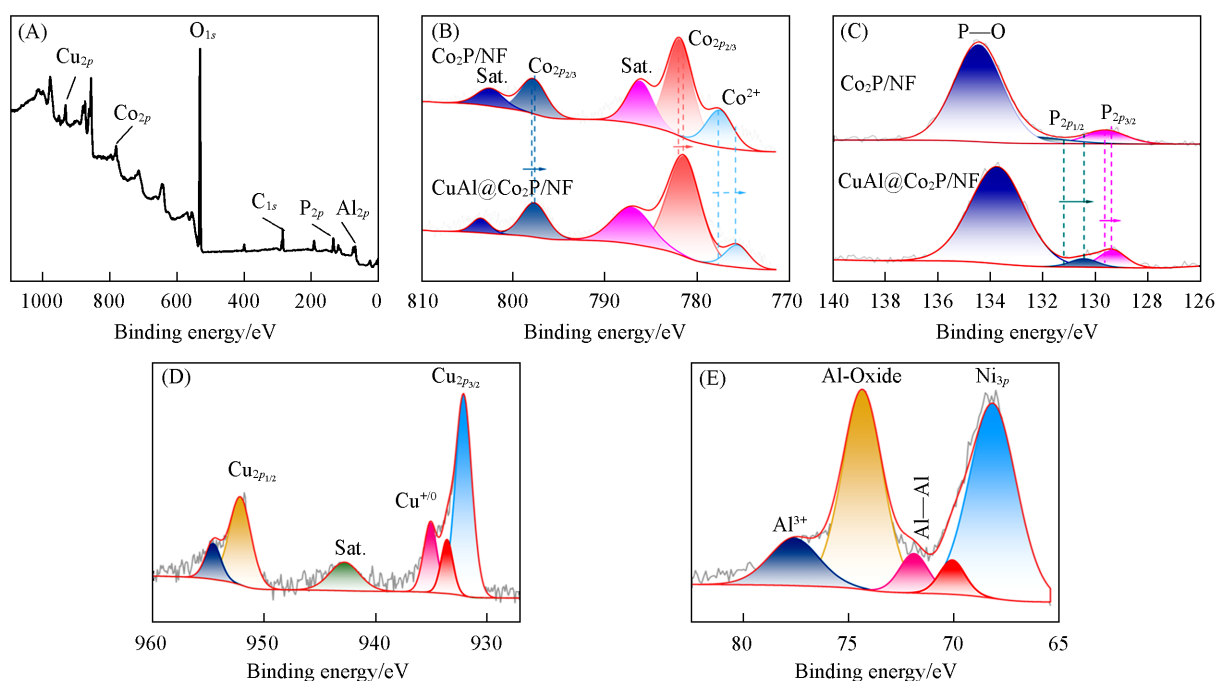 (A)
O₁ₛ
Cu₂ₚ
Co₂ₚ
C₁ₛ
P₂ₚ
Al₂ₚ
1000 800 600 400 200 0
Binding energy/eV
(B)
Co₂P/NF
Sat.
Co2p2/3
Sat.
Co2p2/3
Co²⁺
CuAl@Co₂P/NF
810 800 790 780 770
Binding energy/eV
(C)
P—O
Co₂P/NF
P2p1/2
P2p3/2
CuAl@Co₂P/NF
140 138 136 134 132 130 128 126
Binding energy/eV
(D)
Cu2p3/2
Cu2p1/2
Cu⁺/⁰
Sat.
960 950 940 930
Binding energy/eV
(E)
Al-Oxide
Ni₃ₚ
Al³⁺
Al—Al
80 75 70 65
Binding energy/eV